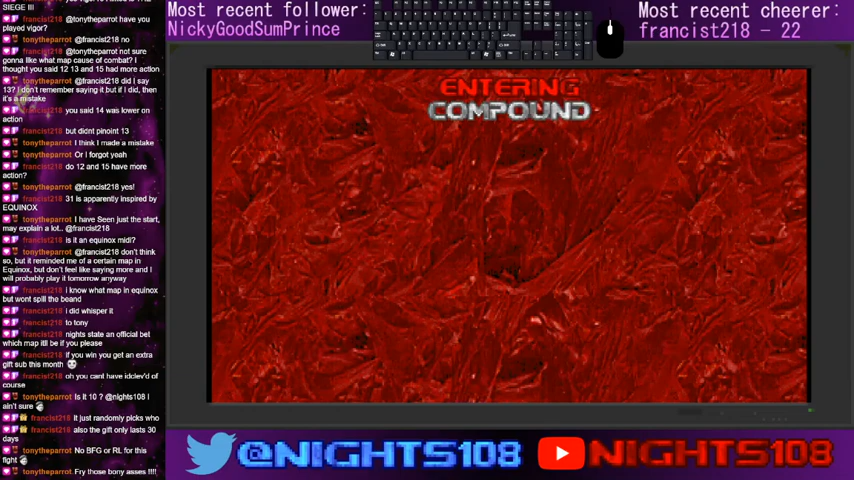 SIEGE III
francist218 @tonytheparrot have you
played vigor?
tonytheparrot @francist218 no
francist218 @tonytheparrot not sure
gonna like what map cause of combat? I
thought you said 12 13 and 15 had more action
tonytheparrot @francist218 did I say
13? I don't remember saying it but if I did, then
it's a mistake
francist218 you said 14 was lower on
action
francist218 but didnt pinoint 13
tonytheparrot I think I made a mistake
tonytheparrot Or I forgot yeah
francist218 do 12 and 15 have more
action?
tonytheparrot @francist218 yes!
francist218 31 is apparently inspired by
EQUINOX
tonytheparrot I have Seen just the start,
may explain a lot.. @francist218
francist218 is it an equinox midi?
tonytheparrot @francist218 don't think
so, but it reminded me of a certain map in
Equinox, but don't feel like saying more and I
will probably play it tomorrow anyway
francist218 i know what map in equinox
but wont spill the beand
francist218 i did whisper it
francist218 to tony
francist218 nights state an official bet
which map itll be if you please
francist218 if you win you get an extra
gift sub this month
francist218 oh you cant have idclev'd of
course
tonytheparrot Is it 10 ? @nights108 I
ain't sure
francist218 It just randomly picks who
francist218 also the gift only lasts 30
days
tonytheparrot No BFG or RL for this
fight
tonytheparrot Fry those bony asses !!!!
Most recent follower:
NickyGoodSumPrince
Most recent cheerer:
francist218 - 22
ENTERING
COMPOUND
@NIGHTS108
NIGHTS108